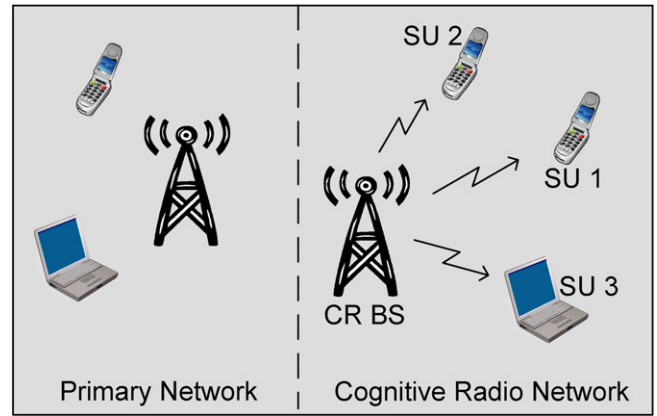 SU 2
SU 1
SU 3
CR BS
Primary Network
Cognitive Radio Network